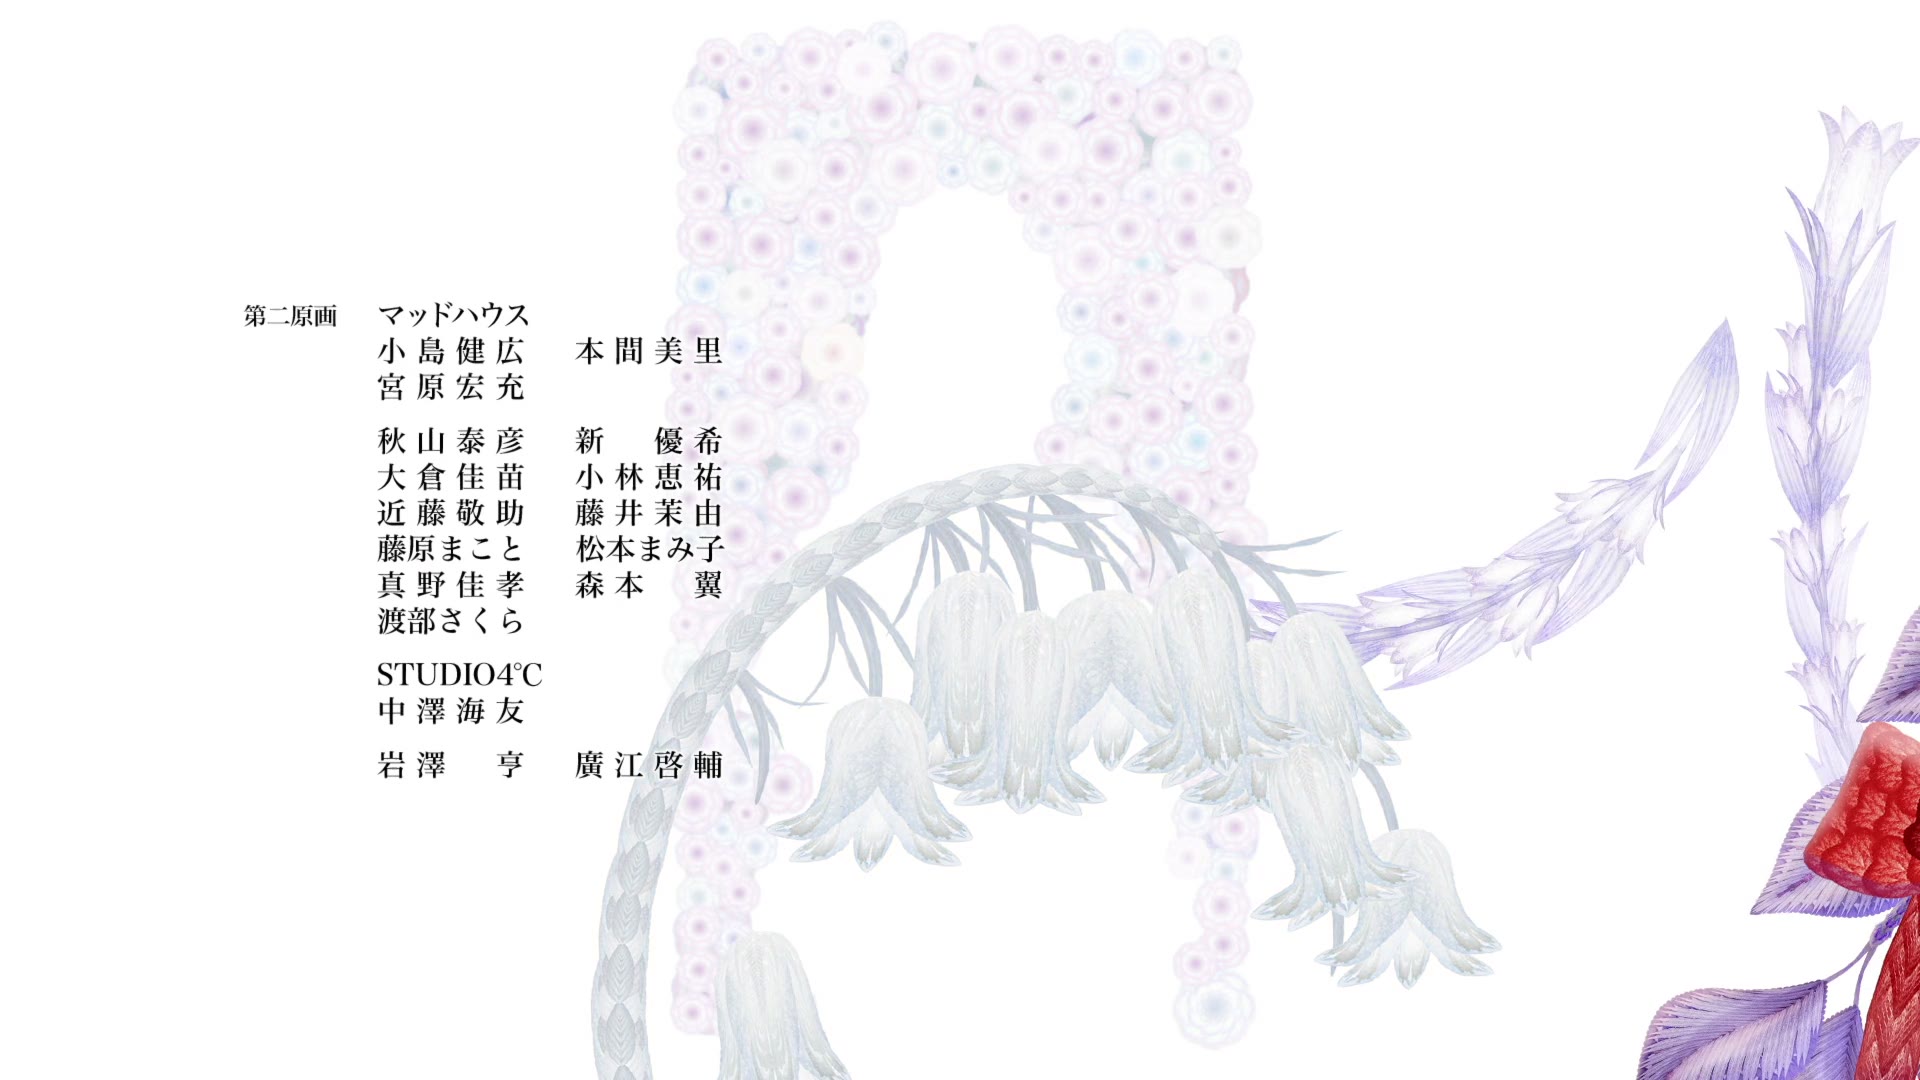 第二原画 マッドハウス
小島健広 本間美里
宮原宏充
秋山泰彦 新 優希
大倉佳苗 小林恵祐
近藤敬助 藤井茉由
藤原まこと 松本まみ子
真野佳孝 森本 翼
渡部さくら
STUDIO4℃
中澤海友
岩澤 亨 廣江啓輔